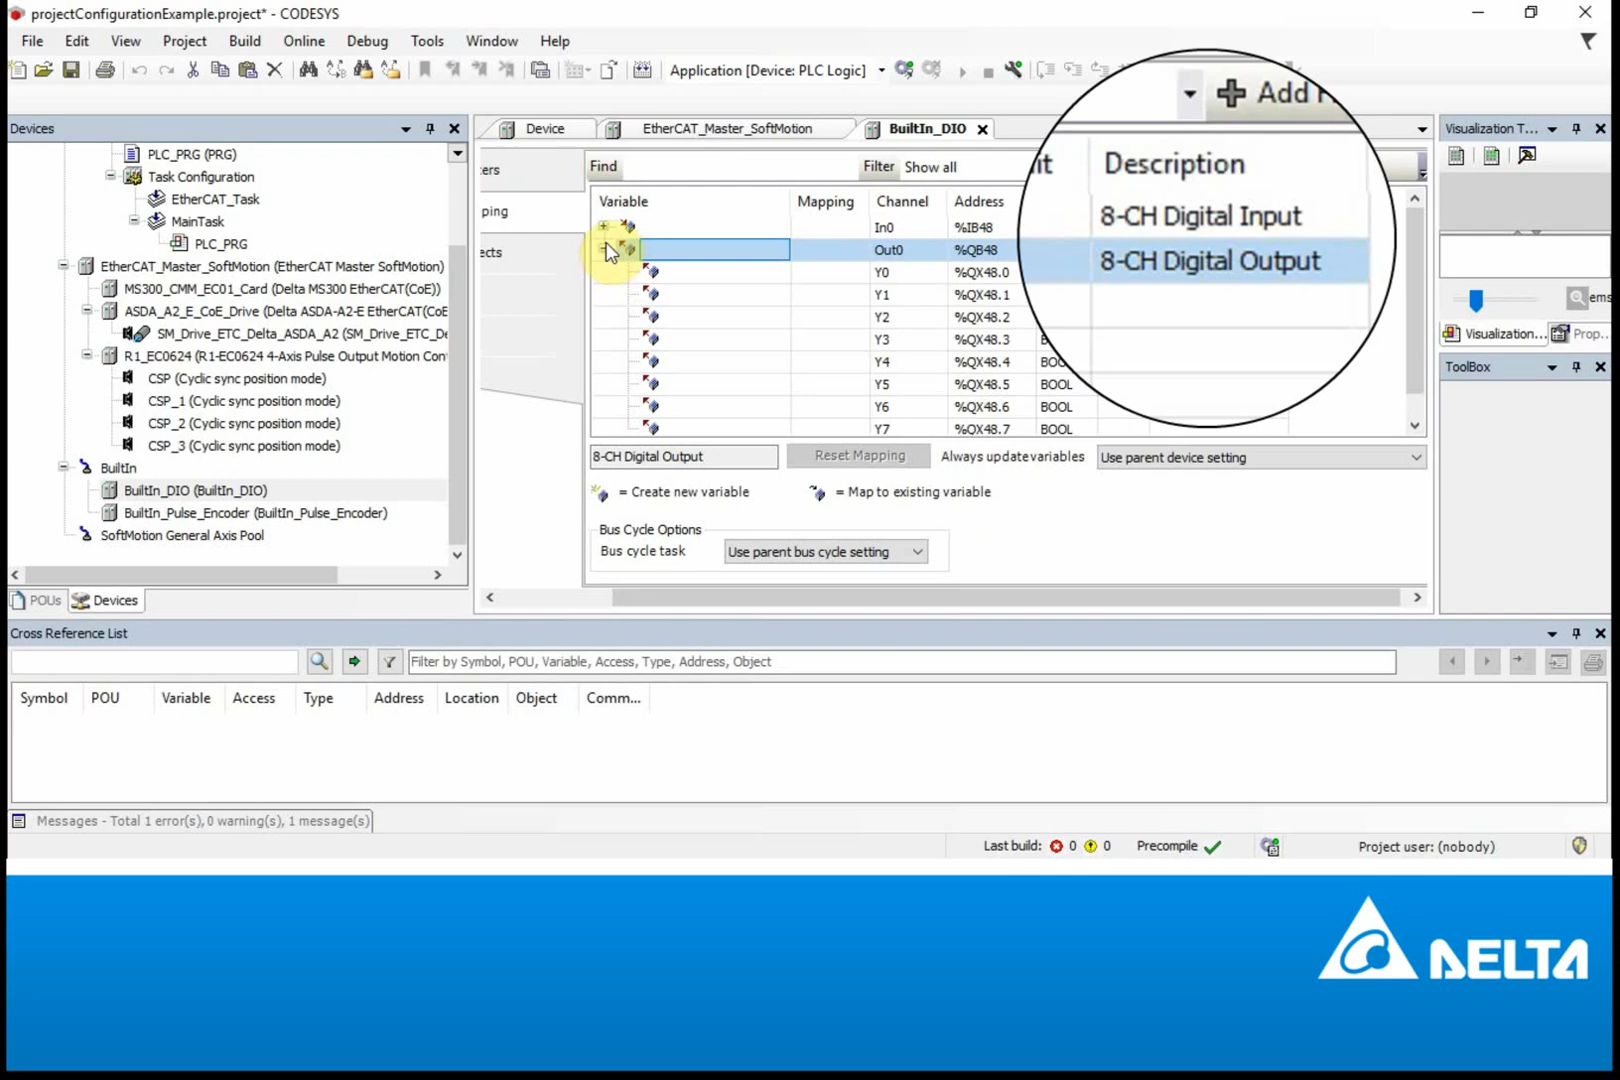 projectConfigurationExample.project* - CODESYS
File Edit View Project Build Online Debug Tools Window Help
Application [Device: PLC Logic]
Devices
PLC_PRG (PRG)
Task Configuration
EtherCAT_Task
MainTask
PLC_PRG
EtherCAT_Master_SoftMotion (EtherCAT Master SoftMotion)
MS300_CMM_EC01_Card (Delta MS300 EtherCAT(CoE))
ASDA_A2_E_CoE_Drive (Delta ASDA-A2-E EtherCAT(CoE
SM_Drive_ETC_Delta_ASDA_A2 (SM_Drive_ETC_De
R1_EC0624 (R1-EC0624 4-Axis Pulse Output Motion Cont
CSP (Cyclic sync position mode)
CSP_1 (Cyclic sync position mode)
CSP_2 (Cyclic sync position mode)
CSP_3 (Cyclic sync position mode)
BuiltIn
BuiltIn_DIO (BuiltIn_DIO)
BuiltIn_Pulse_Encoder (BuiltIn_Pulse_Encoder)
SoftMotion General Axis Pool
POUs Devices
Device EtherCAT_Master_SoftMotion BuiltIn_DIO
ters
ping
ects
Find Filter Show all
Add
Variable Mapping Channel Address it Description
In0 %IB48 8-CH Digital Input
Out0 %QB48 8-CH Digital Output
Y0 %QX48.0
Y1 %QX48.1
Y2 %QX48.2
Y3 %QX48.3
Y4 %QX48.4
Y5 %QX48.5 BOOL
Y6 %QX48.6 BOOL
Y7 %QX48.7 BOOL
8-CH Digital Output Reset Mapping Always update variables Use parent device setting
= Create new variable = Map to existing variable
Bus Cycle Options
Bus cycle task Use parent bus cycle setting
Visualization T...
ems
Visualization... Prop...
ToolBox
Cross Reference List
Filter by Symbol, POU, Variable, Access, Type, Address, Object
Symbol POU Variable Access Type Address Location Object Comm...
Messages - Total 1 error(s), 0 warning(s), 1 message(s)
Last build: 0 0 Precompile Project user: (nobody)
DELTA